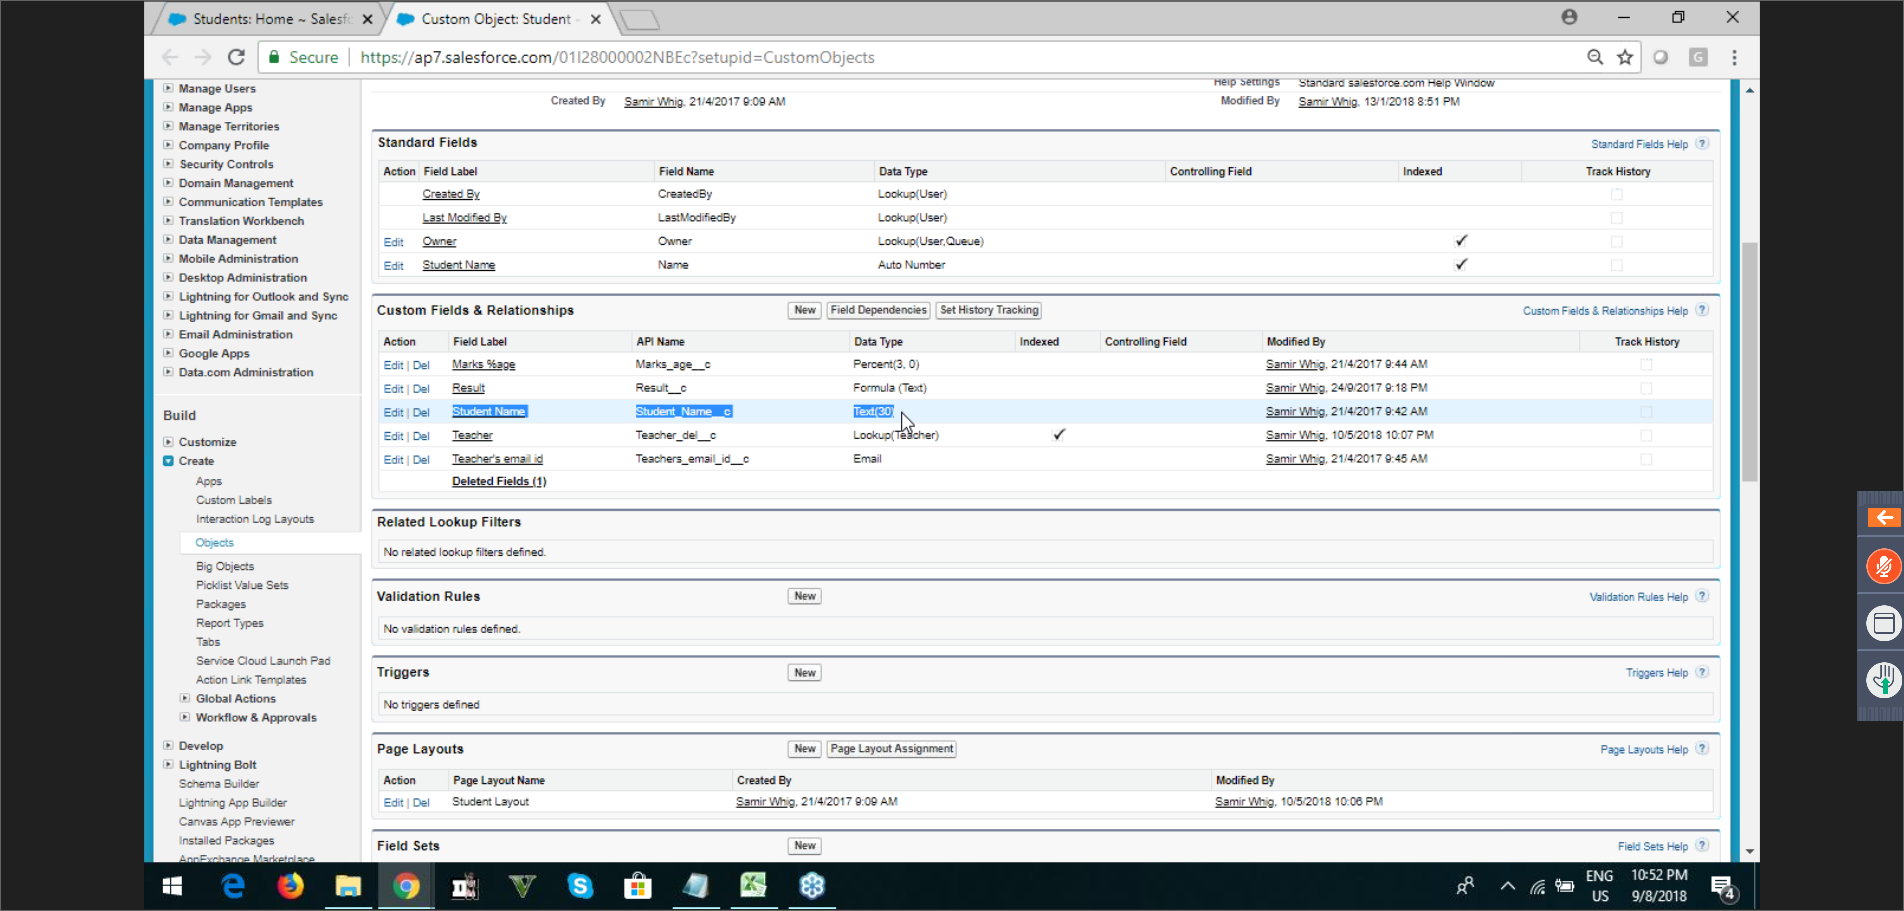 Students: Home ~ Salesfo
Custom Object: Student -
Secure https://ap7.salesforce.com/01I28000002NBEc?setupid=CustomObjects
Manage Users
Manage Apps
Manage Territories
Company Profile
Security Controls
Domain Management
Communication Templates
Translation Workbench
Data Management
Mobile Administration
Desktop Administration
Lightning for Outlook and Sync
Lightning for Gmail and Sync
Email Administration
Google Apps
Data.com Administration
Build
Customize
Create
Apps
Custom Labels
Interaction Log Layouts
Objects
Big Objects
Picklist Value Sets
Packages
Report Types
Tabs
Service Cloud Launch Pad
Action Link Templates
Global Actions
Workflow & Approvals
Develop
Lightning Bolt
Schema Builder
Lightning App Builder
Canvas App Previewer
Installed Packages
AppExchange Marketplace
Help Settings Standard salesforce.com Help Window
Created By Samir Whig, 21/4/2017 9:09 AM Modified By Samir Whig, 13/1/2018 8:51 PM
Standard Fields Standard Fields Help ?
Action Field Label Field Name Data Type Controlling Field Indexed Track History
Created By CreatedBy Lookup(User)
Last Modified By LastModifiedBy Lookup(User)
Edit Owner Owner Lookup(User,Queue)
Edit Student Name Name Auto Number
Custom Fields & Relationships New Field Dependencies Set History Tracking Custom Fields & Relationships Help ?
Action Field Label API Name Data Type Indexed Controlling Field Modified By Track History
Edit | Del Marks %age Marks_age__c Percent(3, 0) Samir Whig, 21/4/2017 9:44 AM
Edit | Del Result Result__c Formula (Text) Samir Whig, 24/9/2017 9:18 PM
Edit | Del Student Name Student_Name__c Text(30) Samir Whig, 21/4/2017 9:42 AM
Edit | Del Teacher Teacher_del__c Lookup(Teacher) Samir Whig, 10/5/2018 10:07 PM
Edit | Del Teacher's email id Teachers_email_id__c Email Samir Whig, 21/4/2017 9:45 AM
Deleted Fields (1)
Related Lookup Filters
No related lookup filters defined.
Validation Rules New Validation Rules Help ?
No validation rules defined.
Triggers New Triggers Help ?
No triggers defined
Page Layouts New Page Layout Assignment Page Layouts Help ?
Action Page Layout Name Created By Modified By
Edit | Del Student Layout Samir Whig, 21/4/2017 9:09 AM Samir Whig, 10/5/2018 10:06 PM
Field Sets New Field Sets Help ?
ENG
US
10:52 PM
9/8/2018
4